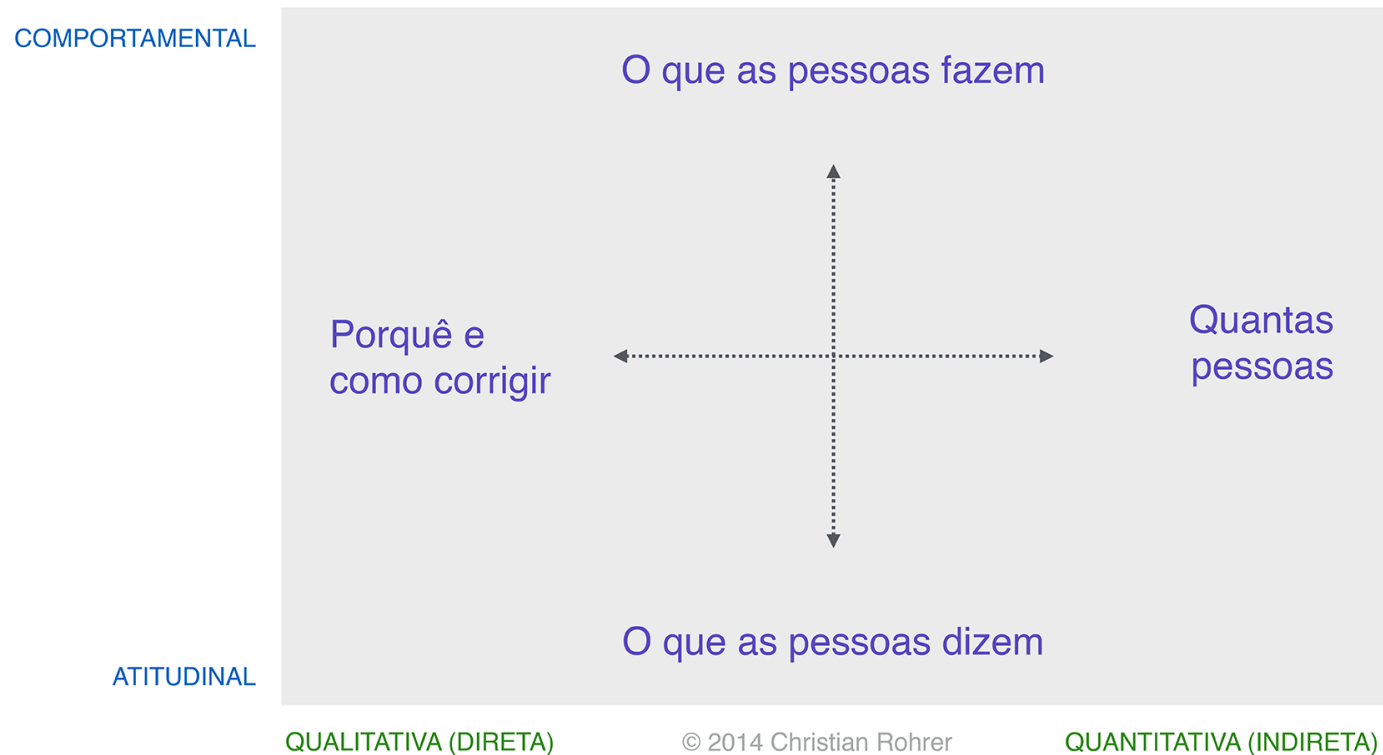 COMPORTAMENTAL
O que as pessoas fazem
Porquê e
como corrigir
Quantas
pessoas
O que as pessoas dizem
ATITUDINAL
QUALITATIVA (DIRETA)
© 2014 Christian Rohrer
QUANTITATIVA (INDIRETA)